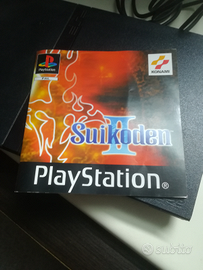 PlayStation
KONAMI
Suikoden
II
PlayStation®
subito